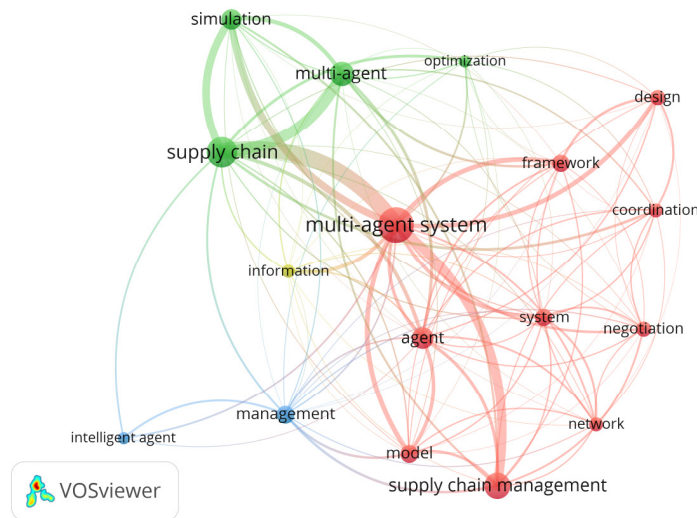 simulation
multi-agent
optimization
design
supply chain
framework
coordination
multi-agent system
information
system
negotiation
agent
management
network
intelligent agent
model
supply chain management
VOSviewer